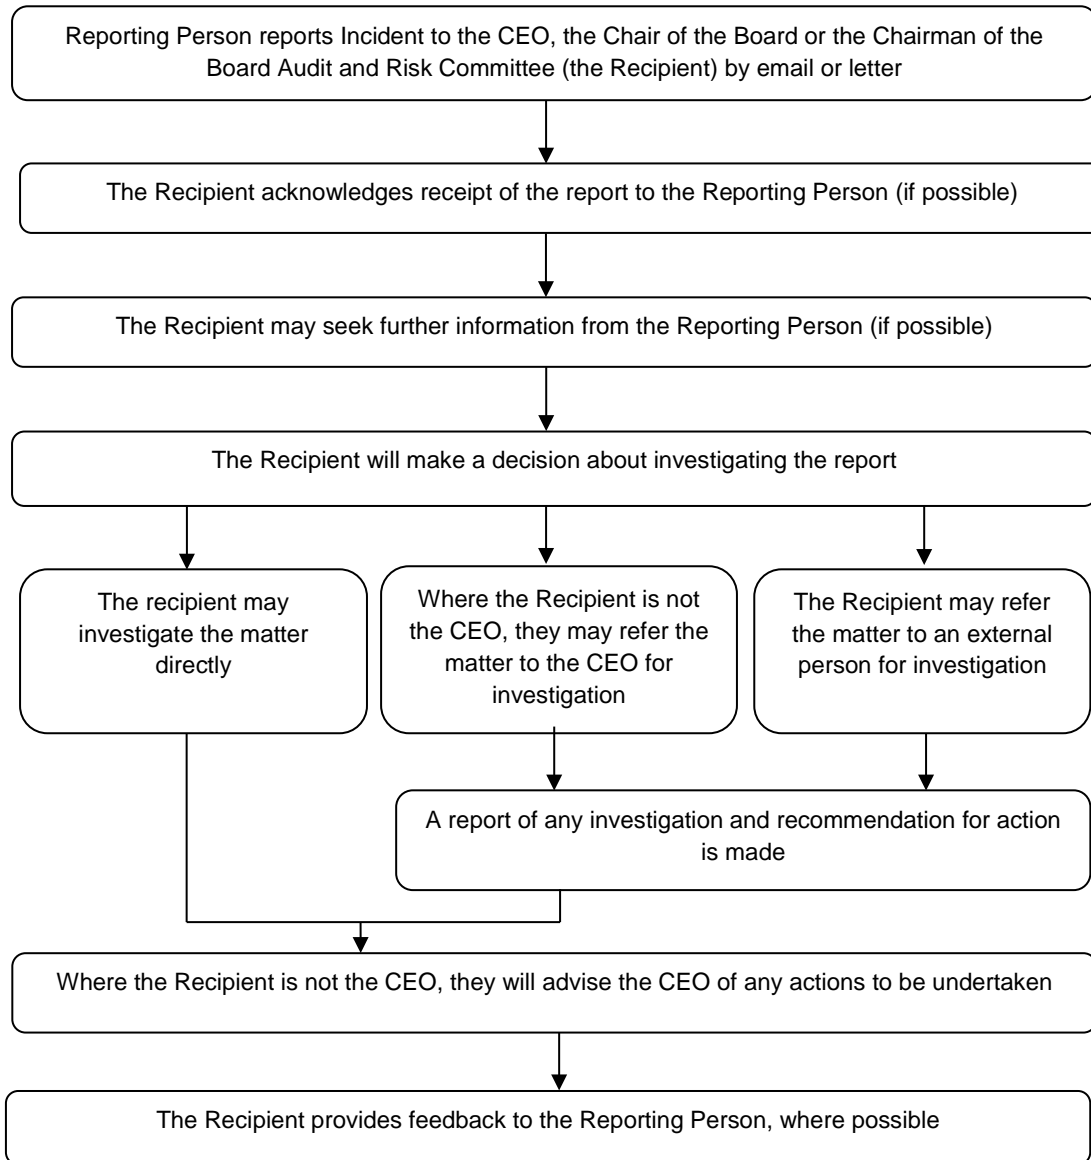 Reporting Person reports Incident to the CEO, the Chair of the Board or the Chairman of the
Board Audit and Risk Committee (the Recipient) by email or letter
The Recipient acknowledges receipt of the report to the Reporting Person (if possible)
The Recipient may seek further information from the Reporting Person (if possible)
The Recipient will make a decision about investigating the report
The recipient may
investigate the matter
directly
Where the Recipient is not
the CEO, they may refer the
matter to the CEO for
investigation
The Recipient may refer
the matter to an external
person for investigation
A report of any investigation and recommendation for action
is made
Where the Recipient is not the CEO, they will advise the CEO of any actions to be undertaken
The Recipient provides feedback to the Reporting Person, where possible